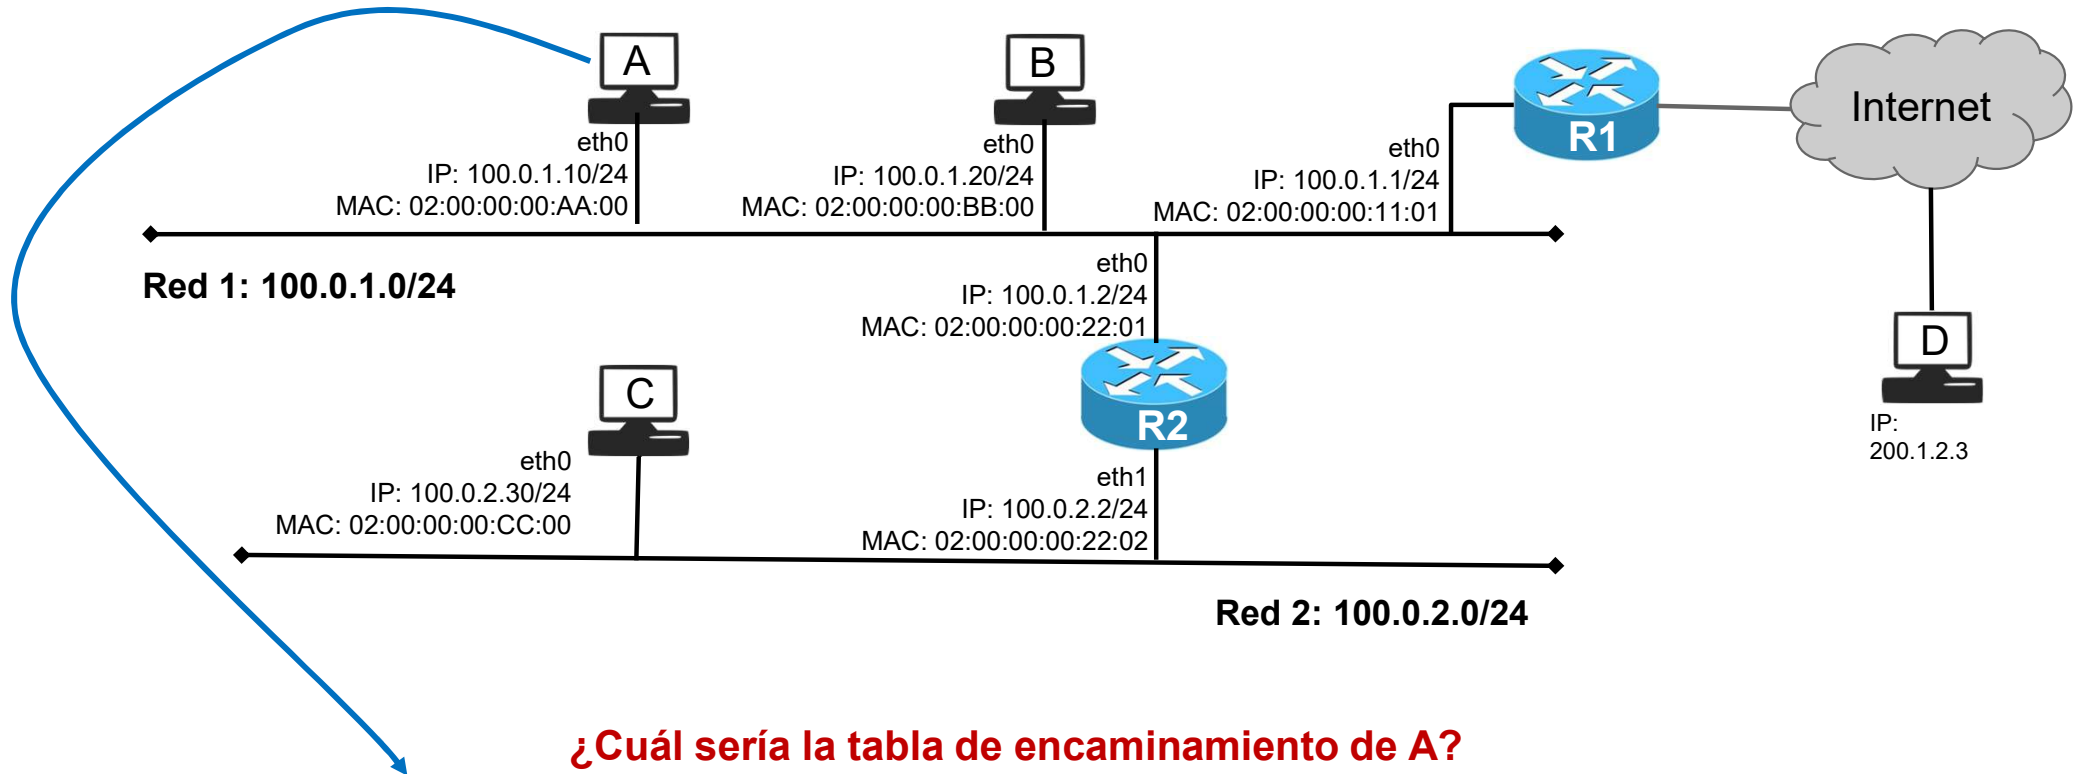 A
eth0
IP: 100.0.1.10/24
MAC: 02:00:00:00:AA:00
B
eth0
IP: 100.0.1.20/24
MAC: 02:00:00:00:BB:00
R1
eth0
IP: 100.0.1.1/24
MAC: 02:00:00:00:11:01
Internet
Red 1: 100.0.1.0/24
eth0
IP: 100.0.1.2/24
MAC: 02:00:00:00:22:01
R2
D
IP:
200.1.2.3
C
eth0
IP: 100.0.2.30/24
MAC: 02:00:00:00:CC:00
eth1
IP: 100.0.2.2/24
MAC: 02:00:00:00:22:02
Red 2: 100.0.2.0/24
¿Cuál sería la tabla de encaminamiento de A?